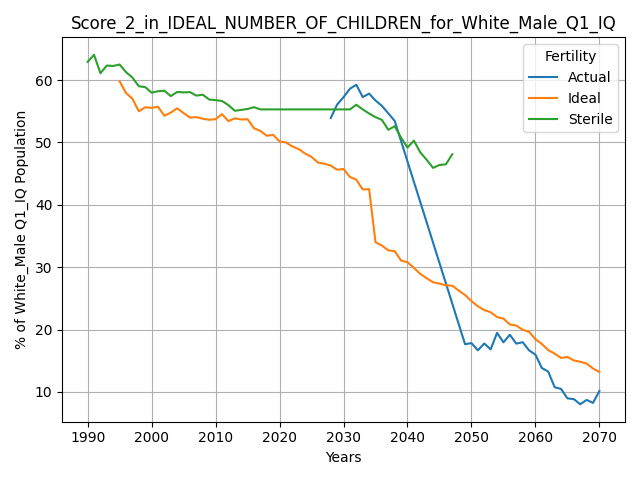 Score_2_in_IDEAL_NUMBER_OF_CHILDREN_for_White_Male_Q1_IQ
% of White_Male Q1_IQ Population
60
50
40
30
20
10
Fertility
Actual
Ideal
Sterile
1990 2000 2010 2020 2030 2040 2050 2060 2070
Years